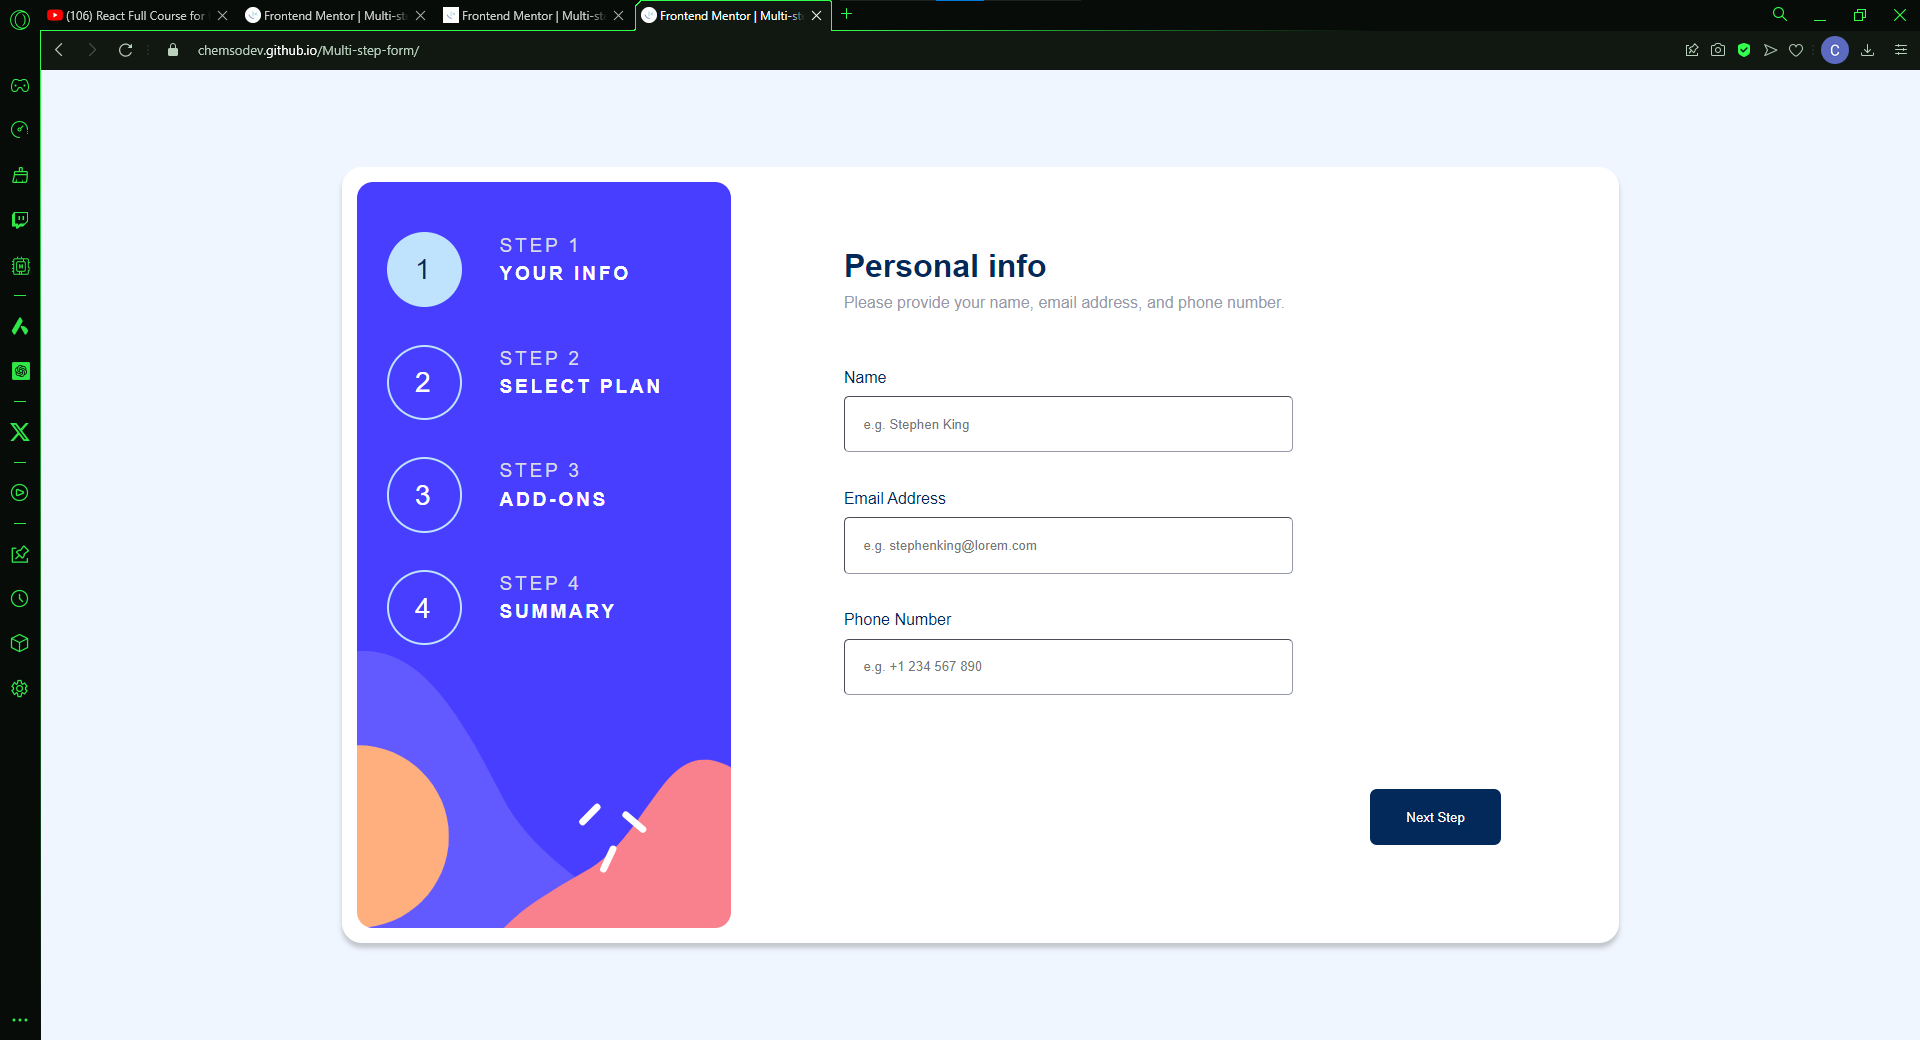 (106) React Full Course for
Frontend Mentor | Multi-st
Frontend Mentor | Multi-st
Frontend Mentor | Multi-st
chemsodev.github.io/Multi-step-form/
C
1
STEP 1
YOUR INFO
2
STEP 2
SELECT PLAN
3
STEP 3
ADD-ONS
4
STEP 4
SUMMARY
Personal info
Please provide your name, email address, and phone number.
Name
e.g. Stephen King
Email Address
e.g. stephenking@lorem.com
Phone Number
e.g. +1 234 567 890
Next Step